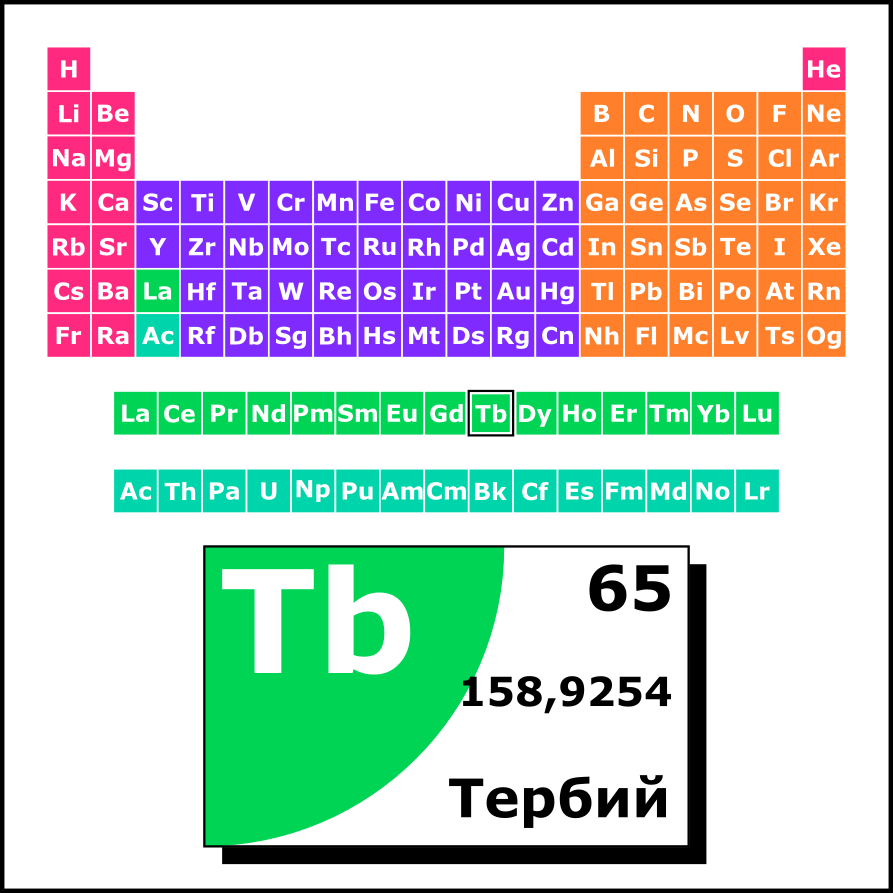 H He
Li Be B C N O F Ne
Na Mg Al Si P S Cl Ar
K Ca Sc Ti V Cr Mn Fe Co Ni Cu Zn Ga Ge As Se Br Kr
Rb Sr Y Zr Nb Mo Tc Ru Rh Pd Ag Cd In Sn Sb Te I Xe
Cs Ba La Hf Ta W Re Os Ir Pt Au Hg Tl Pb Bi Po At Rn
Fr Ra Ac Rf Db Sg Bh Hs Mt Ds Rg Cn Nh Fl Mc Lv Ts Og
La Ce Pr Nd Pm Sm Eu Gd Tb Dy Ho Er Tm Yb Lu
Ac Th Pa U Np Pu Am Cm Bk Cf Es Fm Md No Lr
Tb 65
158,9254
Тербий